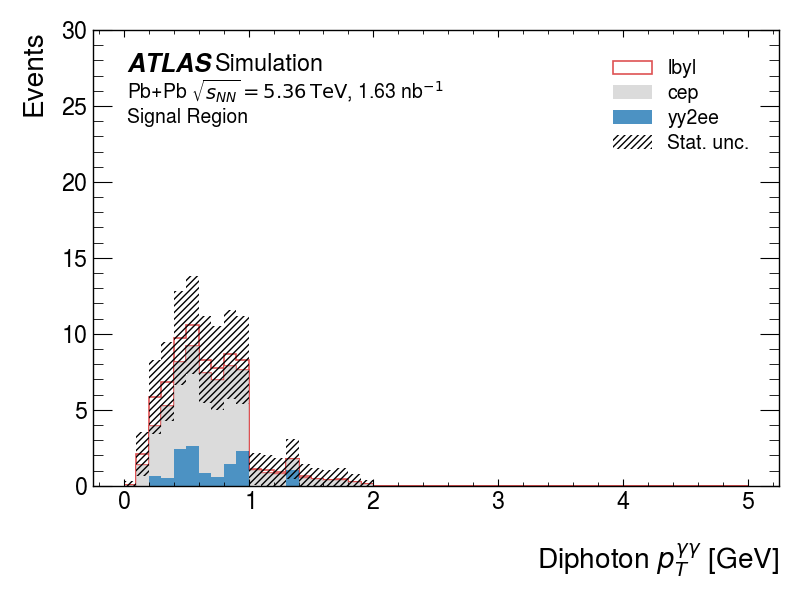 Events
30
25
20
15
10
5
0
ATLAS Simulation
Pb+Pb √s_NN = 5.36 TeV, 1.63 nb⁻¹
Signal Region
lbyl
cep
yy2ee
Stat. unc.
0 1 2 3 4 5
Diphoton p_T^γγ [GeV]